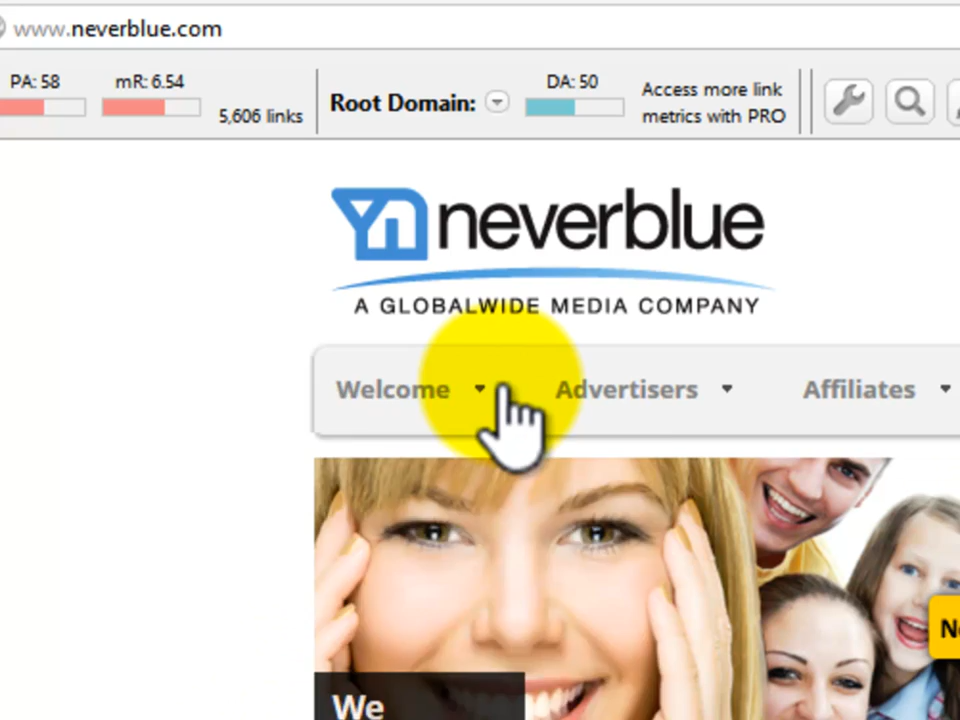 www.neverblue.com
PA: 58 mR: 6.54 DA: 50 Access more link
5,606 links Root Domain: metrics with PRO
neverblue
A GLOBALWIDE MEDIA COMPANY
Welcome Advertisers Affiliates
We